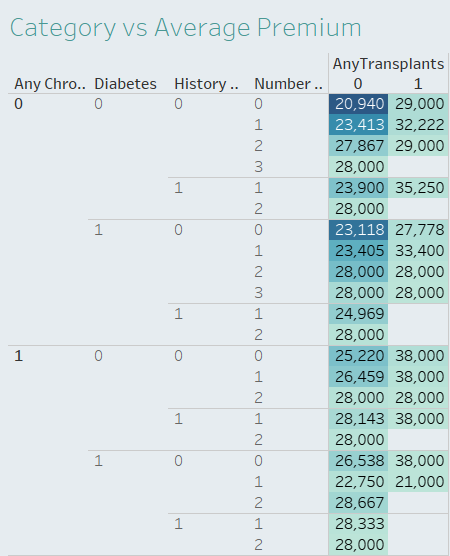 Category vs Average Premium
AnyTransplants
Any Chro.. Diabetes History .. Number .. 0 1
0 0 0 0 20,940 29,000
1 23,413 32,222
2 27,867 29,000
3 28,000
1 1 23,900 35,250
2 28,000
1 0 0 23,118 27,778
1 23,405 33,400
2 28,000 28,000
3 28,000 28,000
1 1 24,969
2 28,000
1 0 0 0 25,220 38,000
1 26,459 38,000
2 28,000 28,000
1 1 28,143 38,000
2 28,000
1 0 0 26,538 38,000
1 22,750 21,000
2 28,667
1 1 28,333
2 28,000